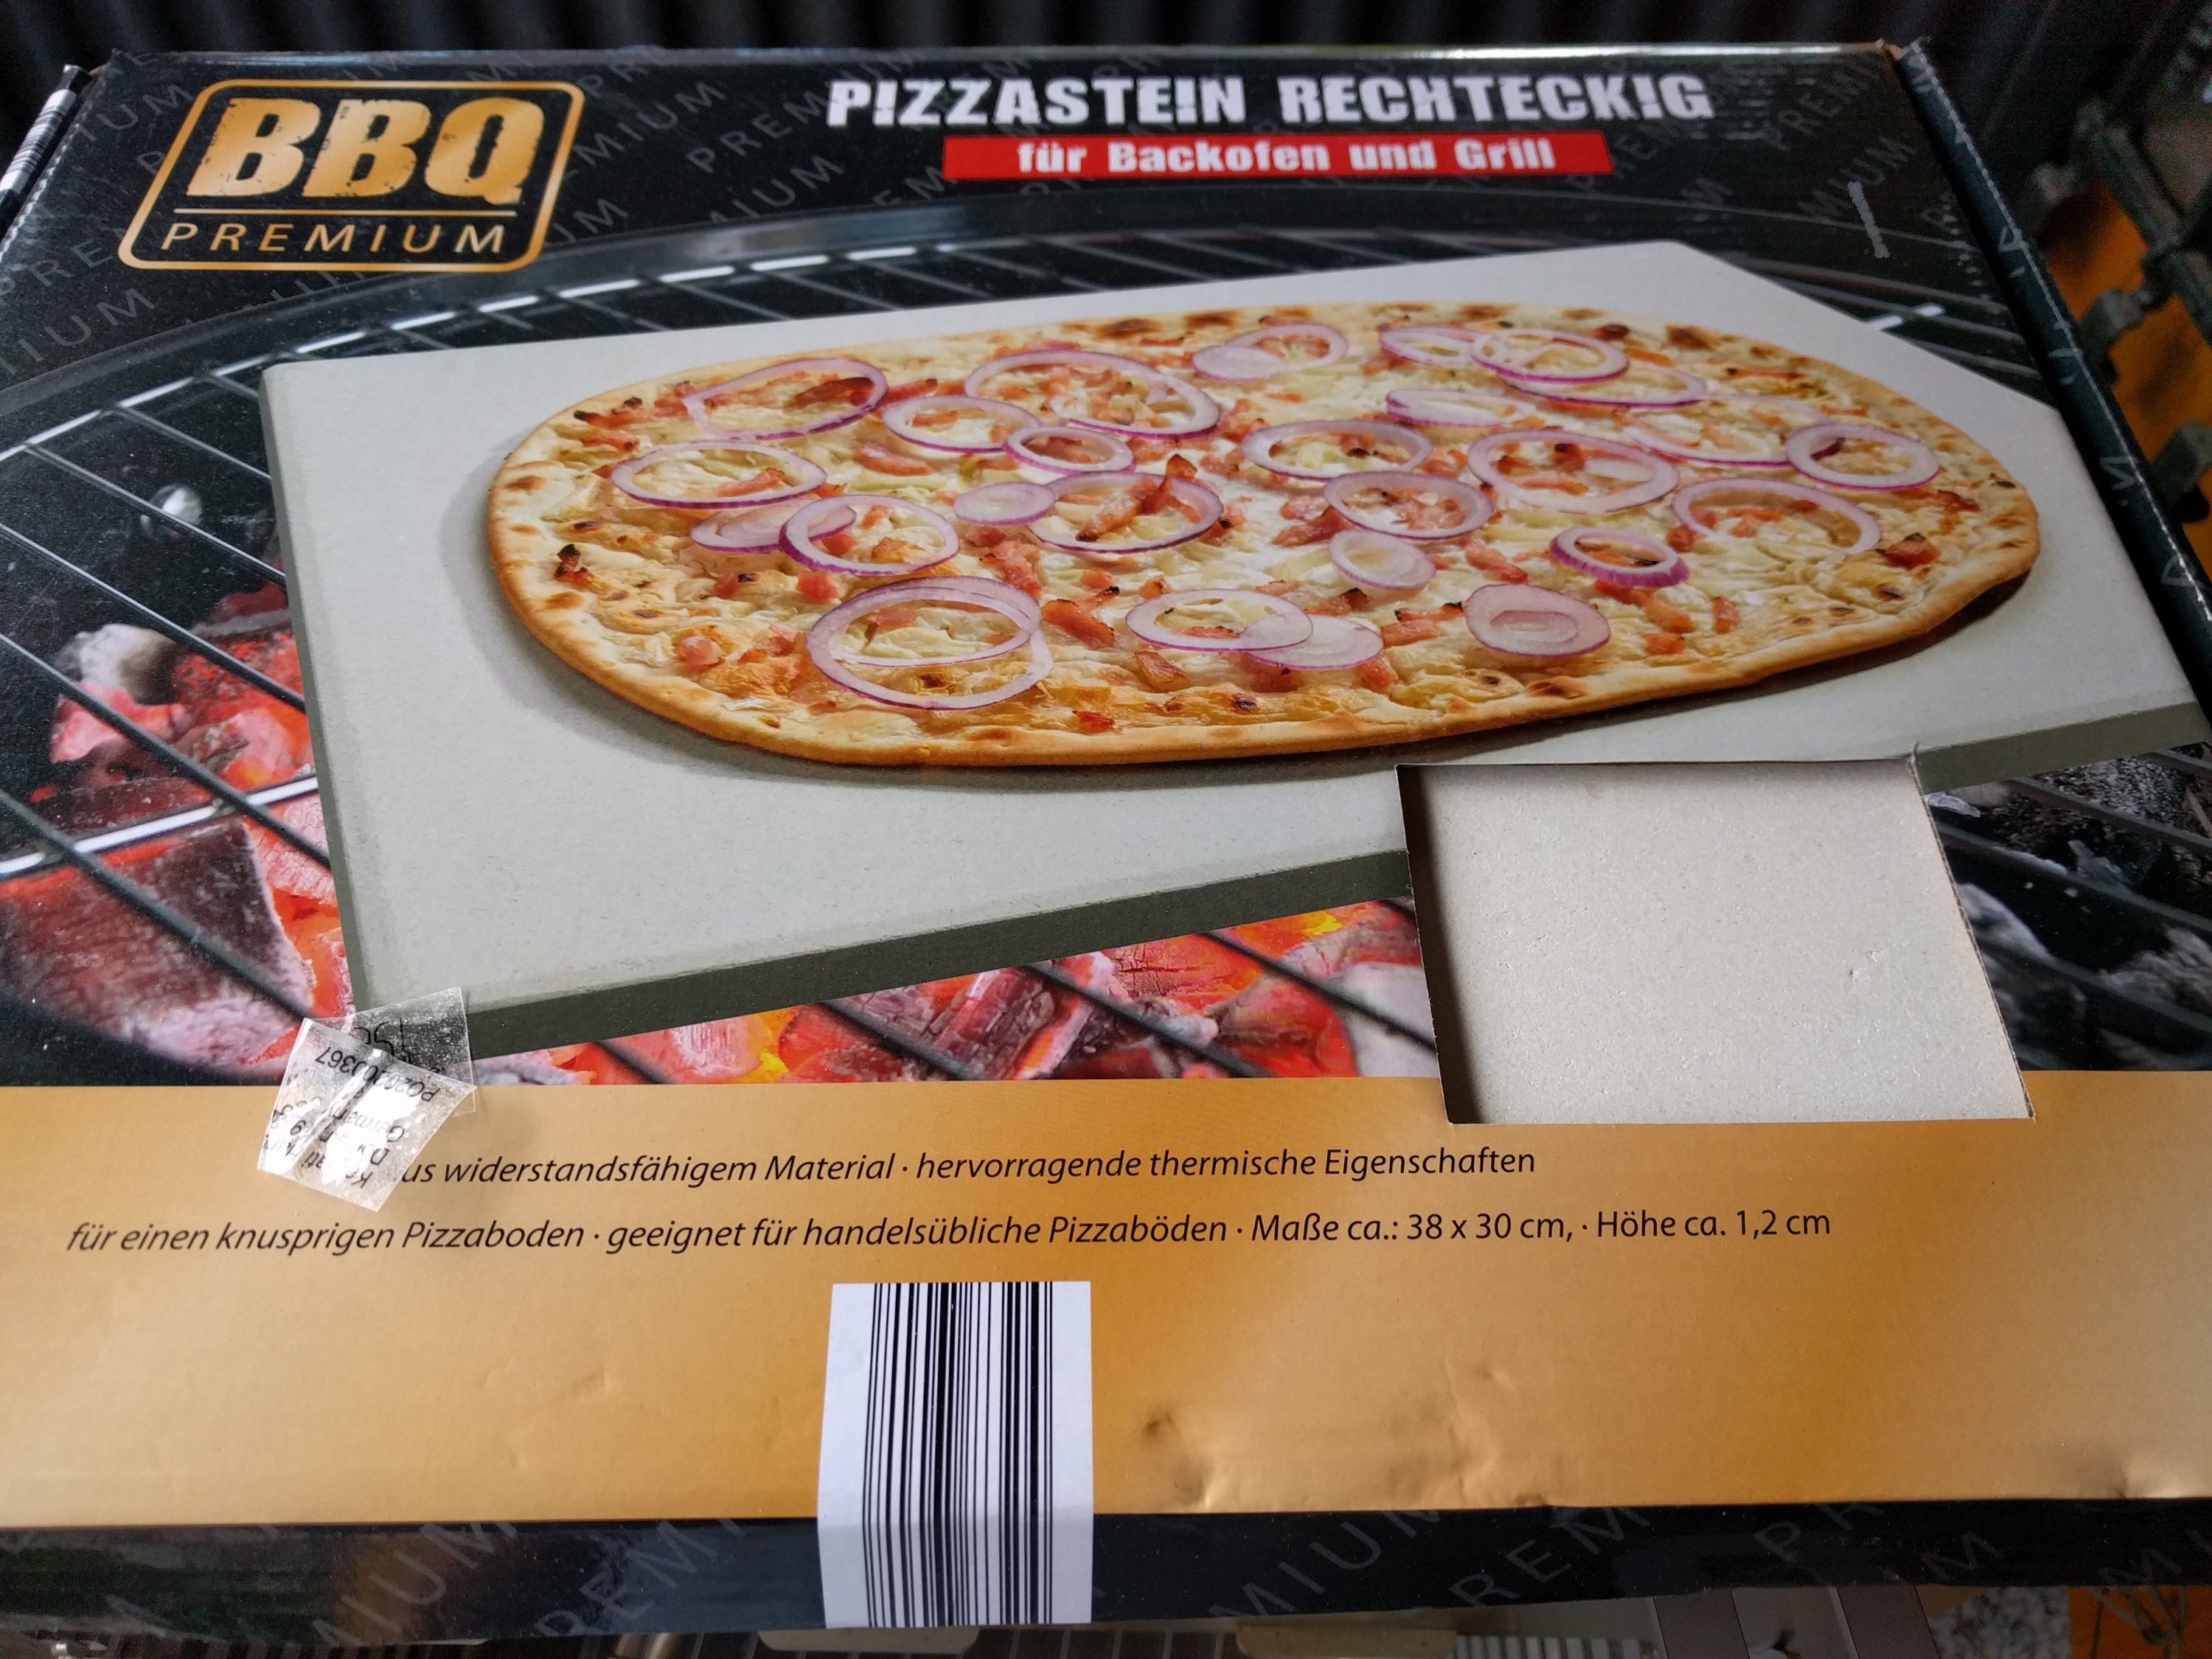 BBQ
PREMIUM
PIZZASTEIN RECHTECKIG
für Backofen und Grill
widerstandsfähigem Material · hervorragende thermische Eigenschaften
für einen knusprigen Pizzaboden · geeignet für handelsübliche Pizzaböden · Maße ca.: 38 x 30 cm, · Höhe ca. 1,2 cm